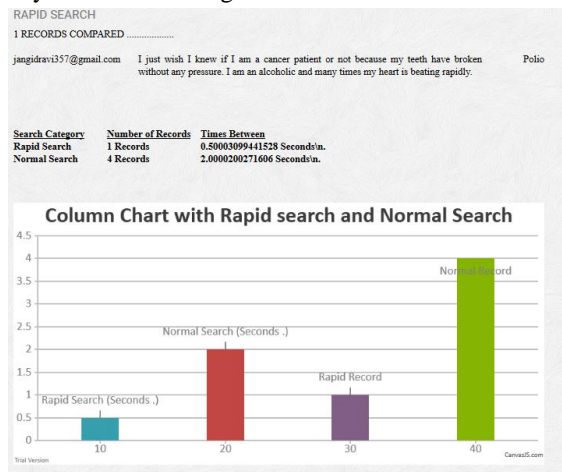 RAPID SEARCH
1 RECORDS COMPARED ...................
jangidravi357@gmail.com I just wish I knew if I am a cancer patient or not because my teeth have broken Polio
without any pressure. I am an alcoholic and many times my heart is beating rapidly.
Search Category Number of Records Times Between
Rapid Search 1 Records 0.50003099441528 Seconds\n.
Normal Search 4 Records 2.0000200271606 Seconds\n.
Column Chart with Rapid search and Normal Search
4.5
4
Normal Record
3.5
3
2.5
Normal Search (Seconds .)
2
1.5
Rapid Record
1
Rapid Search (Seconds .)
0.5
0
10 20 30 40
Trial Version CanvasJS.com